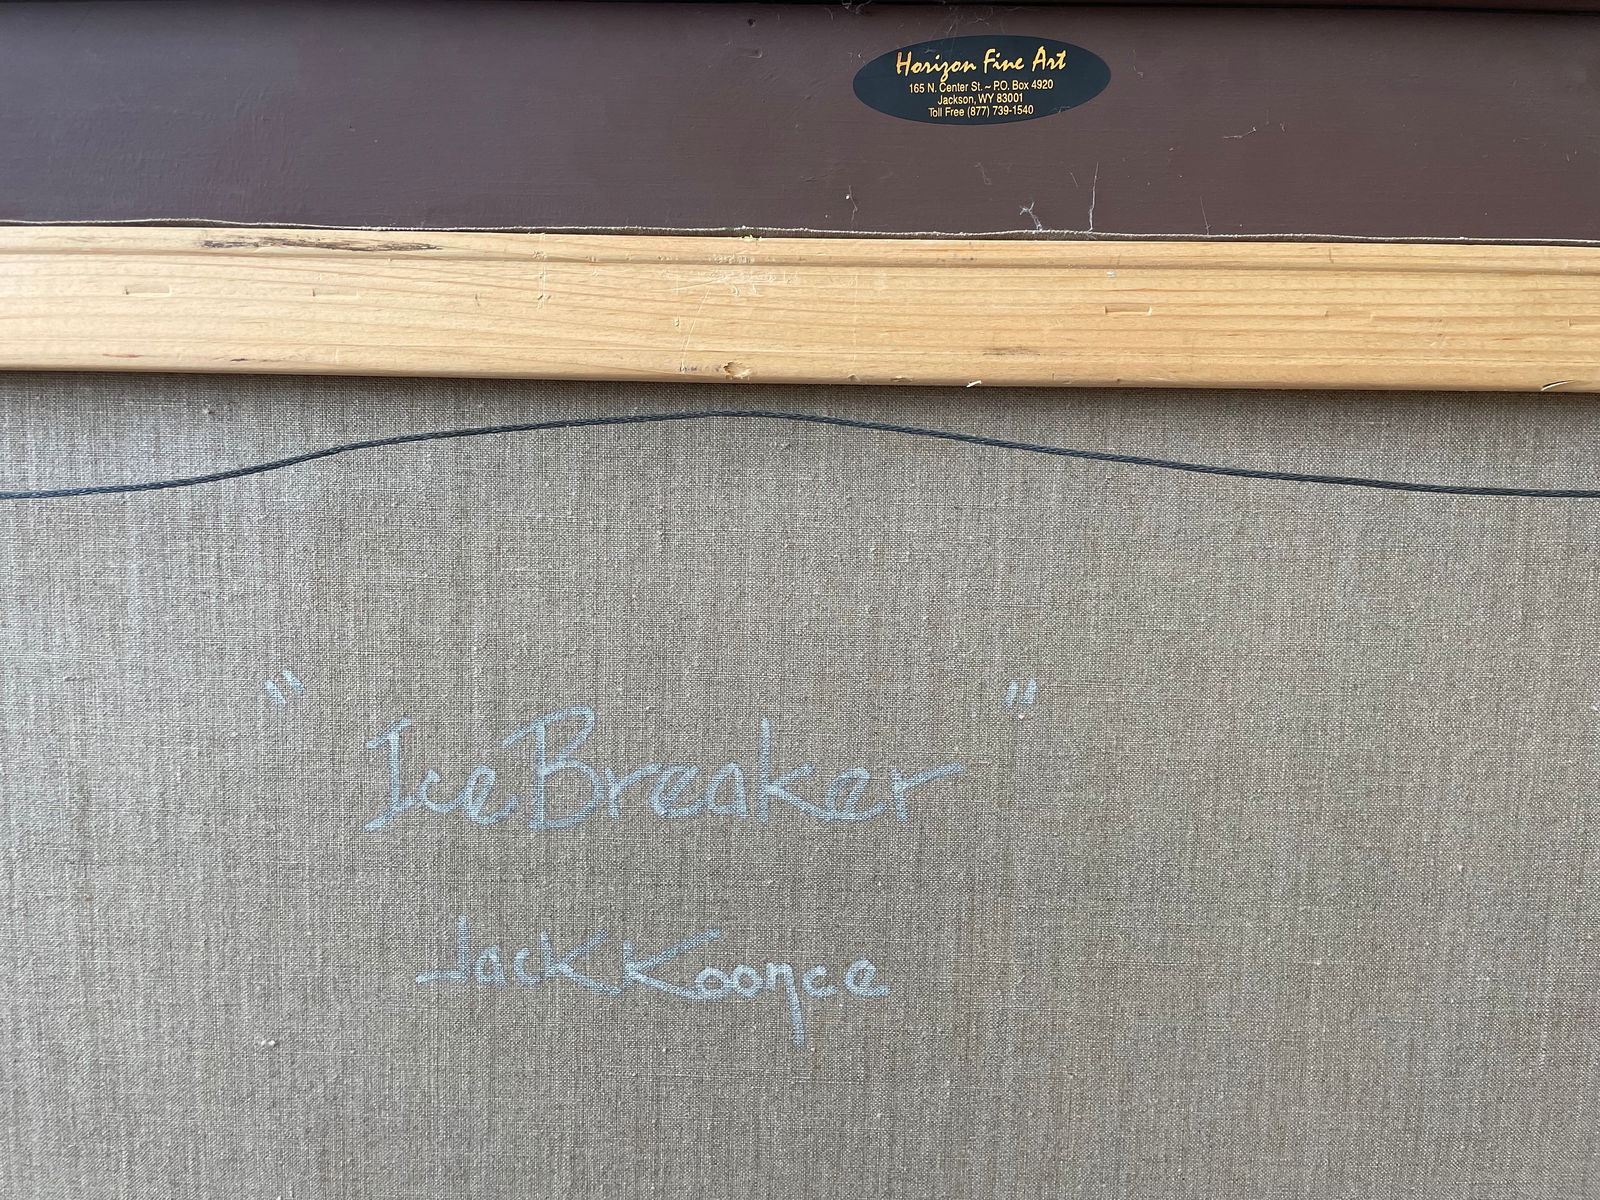 Horizon Fine Art
165 N. Center St. ~ P.O. Box 4920
Jackson, WY 83001
Toll Free (877) 739-1540
"Ice Breaker"
Jack Koonce